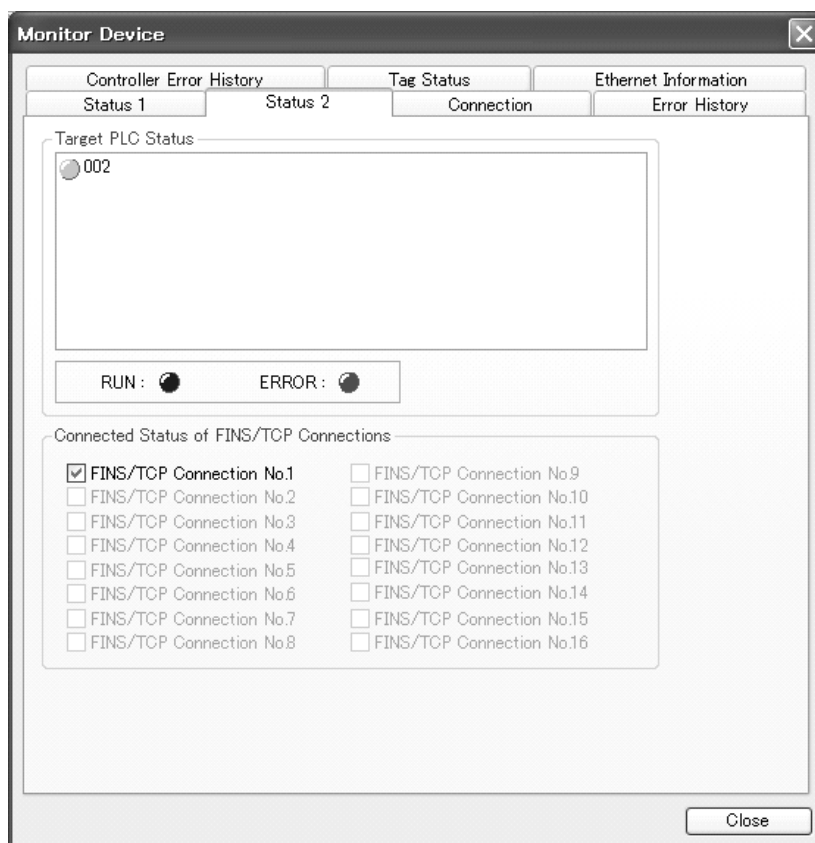 Monitor Device
Controller Error History Tag Status Ethernet Information
Status 1 Status 2 Connection Error History
Target PLC Status
002
RUN : ERROR :
Connected Status of FINS/TCP Connections
FINS/TCP Connection No.1 FINS/TCP Connection No.9
FINS/TCP Connection No.2 FINS/TCP Connection No.10
FINS/TCP Connection No.3 FINS/TCP Connection No.11
FINS/TCP Connection No.4 FINS/TCP Connection No.12
FINS/TCP Connection No.5 FINS/TCP Connection No.13
FINS/TCP Connection No.6 FINS/TCP Connection No.14
FINS/TCP Connection No.7 FINS/TCP Connection No.15
FINS/TCP Connection No.8 FINS/TCP Connection No.16
Close